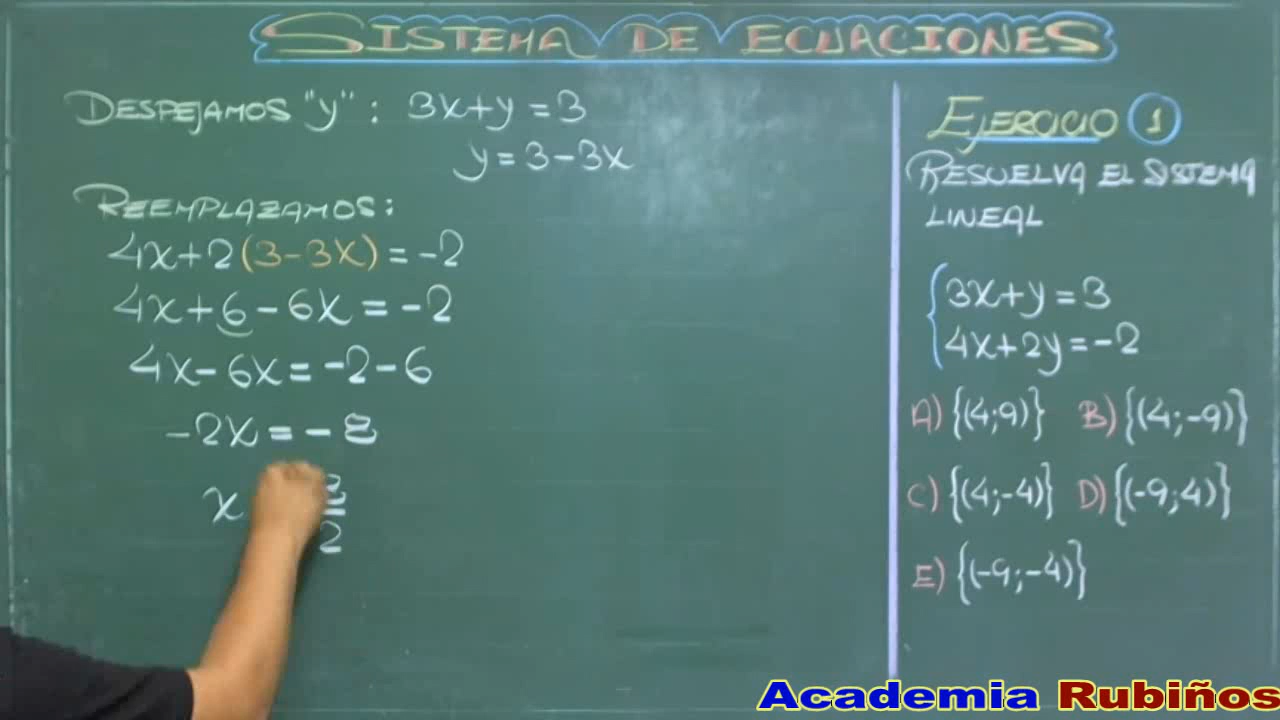 SISTEMA DE ECUACIONES
DESPEJAMOS "y" : 3x+y = 3
y = 3-3x
REEMPLAZAMOS:
4x+2(3-3x) = -2
4x+6-6x = -2
4x-6x = -2-6
-2x = -8
x
2
EJERCICIO 1
RESUELVA EL SISTEMA
LINEAL
3x+y=3
4x+2y=-2
A) {(4;9)} B) {(4;-9)}
C) {(4;-4)} D) {(-9;4)}
E) {(-9;-4)}
Academia Rubiños